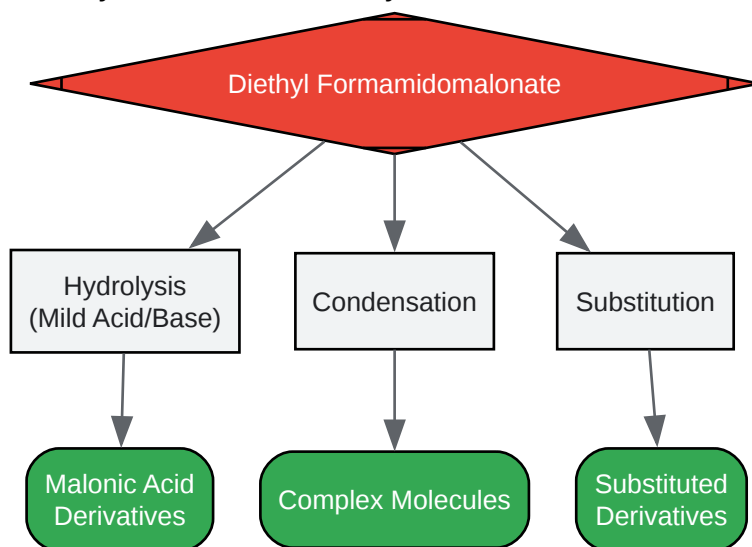 Diethyl Formamidomalonate
Hydrolysis
(Mild Acid/Base)
Condensation
Substitution
Malonic Acid
Derivatives
Complex Molecules
Substituted
Derivatives